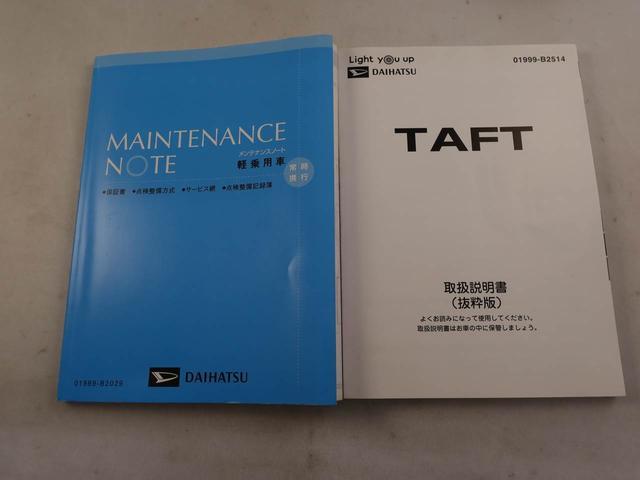 MAINTENANCE
NOTE
メンテナンスノート
軽乗用車
常時
携行
●保証書 ●点検整備方式 ●サービス網 ●点検整備記録簿
01999-B2029
DAIHATSU
Light you up
DAIHATSU
01999-B2514
TAFT
取扱説明書
（抜粋版）
よくお読みになって使用してください。
取扱説明書はお車の中に保管しましょう。